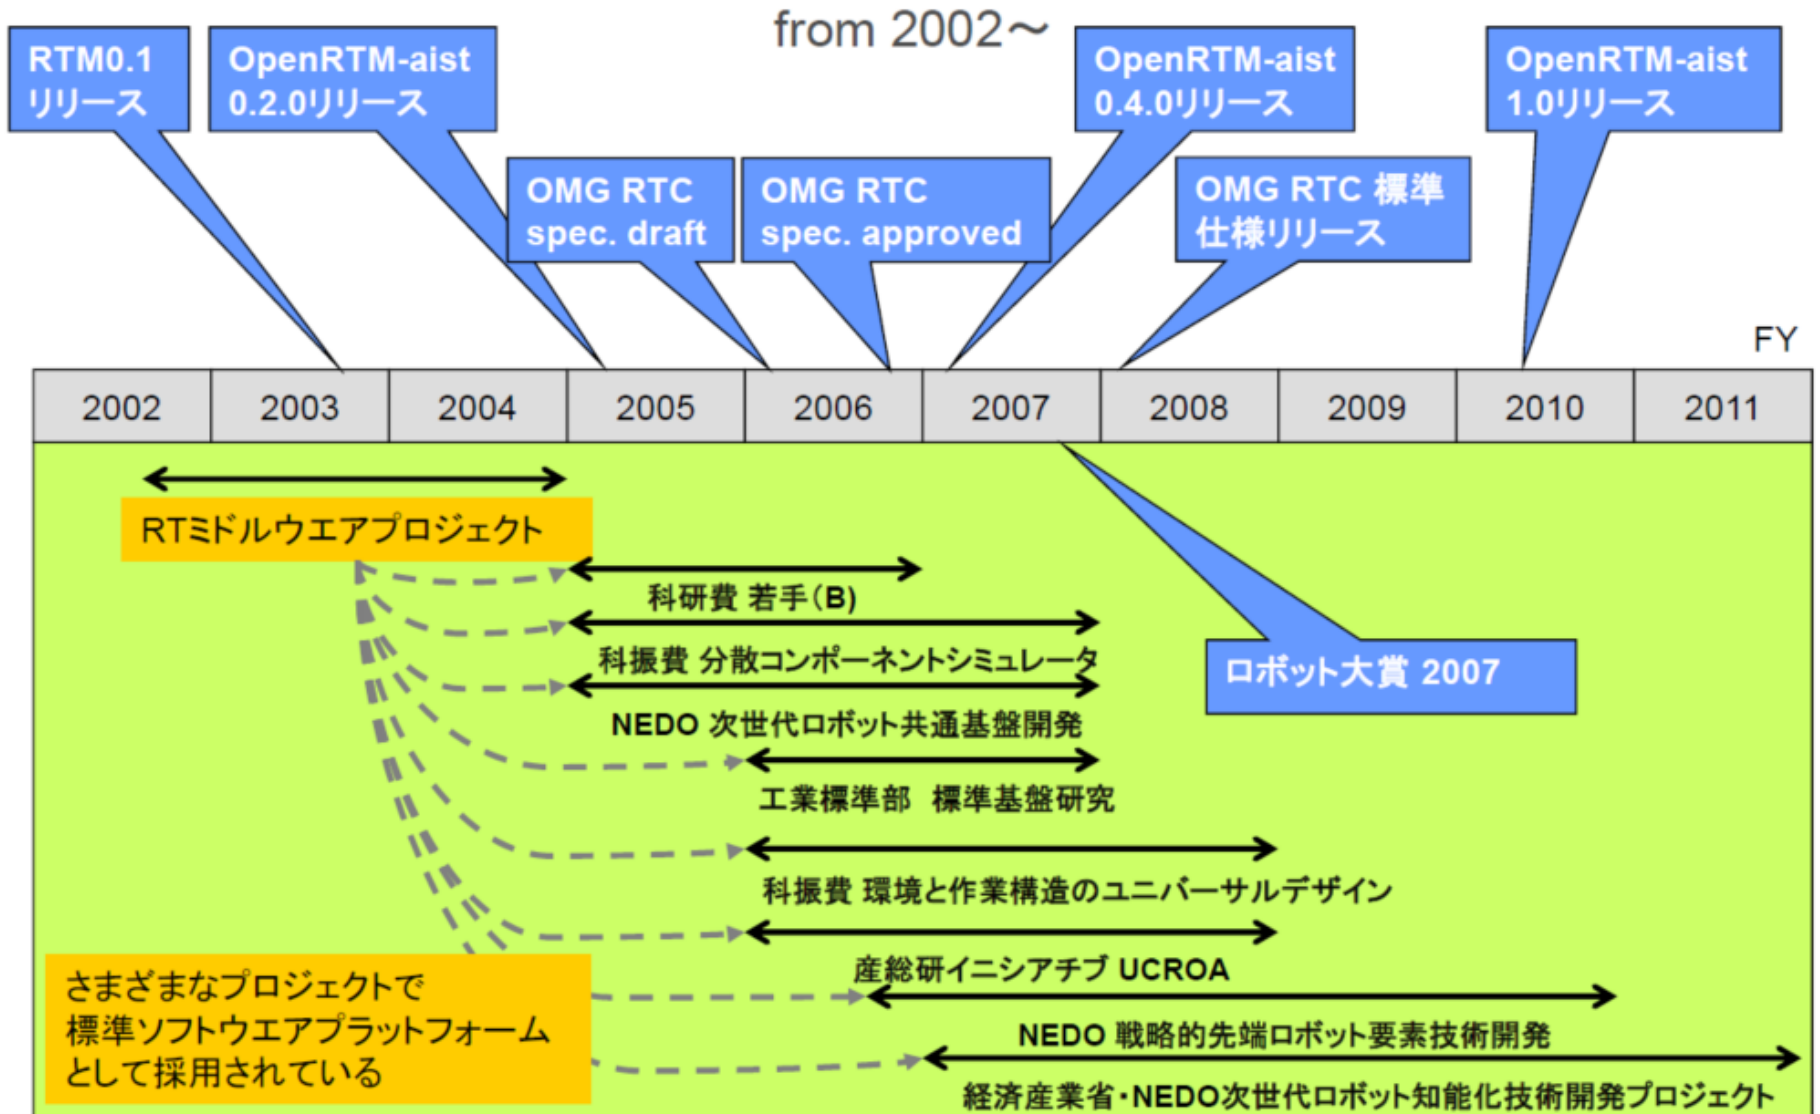 from 2002～
RTM0.1
リリース
OpenRTM-aist
0.2.0リリース
OMG RTC
spec. draft
OMG RTC
spec. approved
OpenRTM-aist
0.4.0リリース
OMG RTC 標準
仕様リリース
OpenRTM-aist
1.0リリース
FY
2002 2003 2004 2005 2006 2007 2008 2009 2010 2011
RTミドルウエアプロジェクト
科研費 若手（B)
科振費 分散コンポーネントシミュレータ
ロボット大賞 2007
NEDO 次世代ロボット共通基盤開発
工業標準部　標準基盤研究
科振費 環境と作業構造のユニバーサルデザイン
産総研イニシアチブ UCROA
さまざまなプロジェクトで
標準ソフトウエアプラットフォーム
として採用されている
NEDO 戦略的先端ロボット要素技術開発
経済産業省・NEDO次世代ロボット知能化技術開発プロジェクト